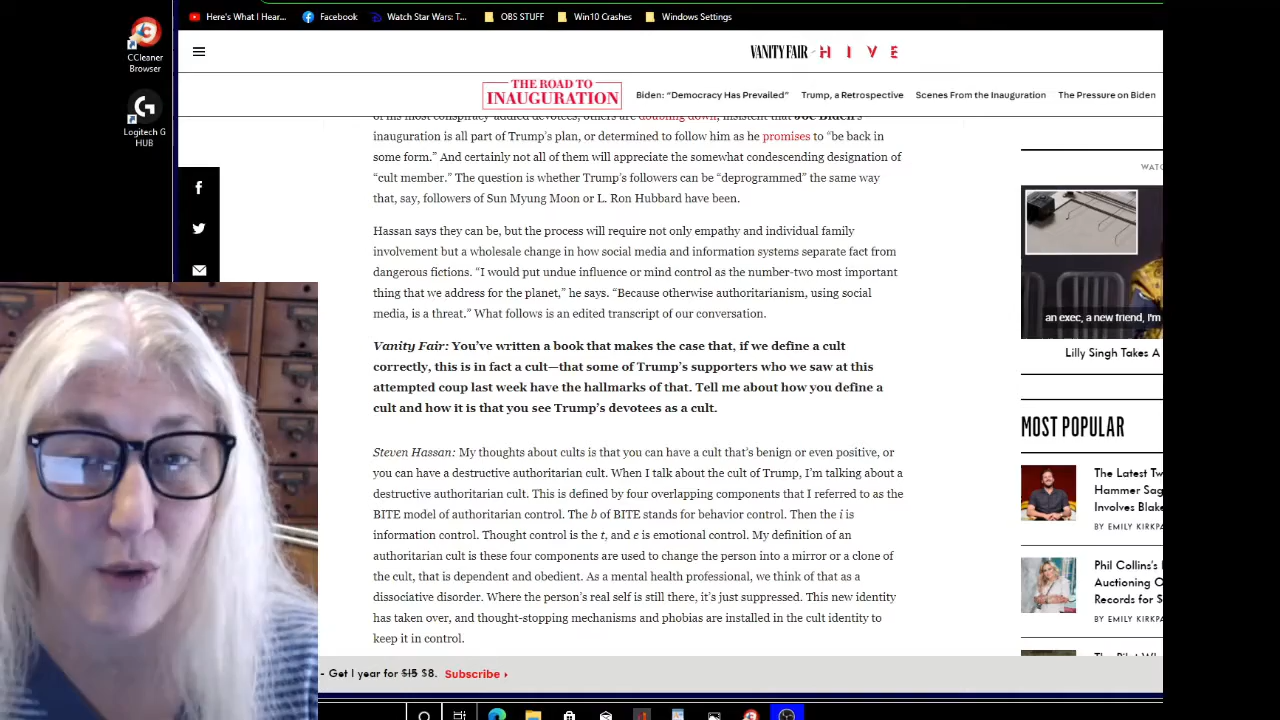 Here's What I Hear...
Facebook
Watch Star Wars: T...
OBS STUFF
Win10 Crashes
Windows Settings
CCleaner
Browser
Logitech G
HUB
VANITY FAIR HIVE
THE ROAD TO
INAUGURATION
Biden: “Democracy Has Prevailed”
Trump, a Retrospective
Scenes From the Inauguration
The Pressure on Biden
of his most conspiracy-addled devotees, others are doubling down, insistent that Joe Biden's
inauguration is all part of Trump’s plan, or determined to follow him as he promises to “be back in
some form.” And certainly not all of them will appreciate the somewhat condescending designation of
“cult member.” The question is whether Trump’s followers can be “deprogrammed” the same way
that, say, followers of Sun Myung Moon or L. Ron Hubbard have been.
Hassan says they can be, but the process will require not only empathy and individual family
involvement but a wholesale change in how social media and information systems separate fact from
dangerous fictions. “I would put undue influence or mind control as the number-two most important
thing that we address for the planet,” he says. “Because otherwise authoritarianism, using social
media, is a threat.” What follows is an edited transcript of our conversation.
Vanity Fair: You’ve written a book that makes the case that, if we define a cult
correctly, this is in fact a cult—that some of Trump’s supporters who we saw at this
attempted coup last week have the hallmarks of that. Tell me about how you define a
cult and how it is that you see Trump’s devotees as a cult.
Steven Hassan: My thoughts about cults is that you can have a cult that’s benign or even positive, or
you can have a destructive authoritarian cult. When I talk about the cult of Trump, I’m talking about a
destructive authoritarian cult. This is defined by four overlapping components that I referred to as the
BITE model of authoritarian control. The b of BITE stands for behavior control. Then the i is
information control. Thought control is the t, and e is emotional control. My definition of an
authoritarian cult is these four components are used to change the person into a mirror or a clone of
the cult, that is dependent and obedient. As a mental health professional, we think of that as a
dissociative disorder. Where the person’s real self is still there, it’s just suppressed. This new identity
has taken over, and thought-stopping mechanisms and phobias are installed in the cult identity to
keep it in control.
WATC
an exec, a new friend, I'm
Lilly Singh Takes A
MOST POPULAR
The Latest Tw
Hammer Sag
Involves Blake
BY EMILY KIRKPA
Phil Collins’s
Auctioning O
Records for $
BY EMILY KIRKPA
- Get 1 year for $15 $8. Subscribe ›